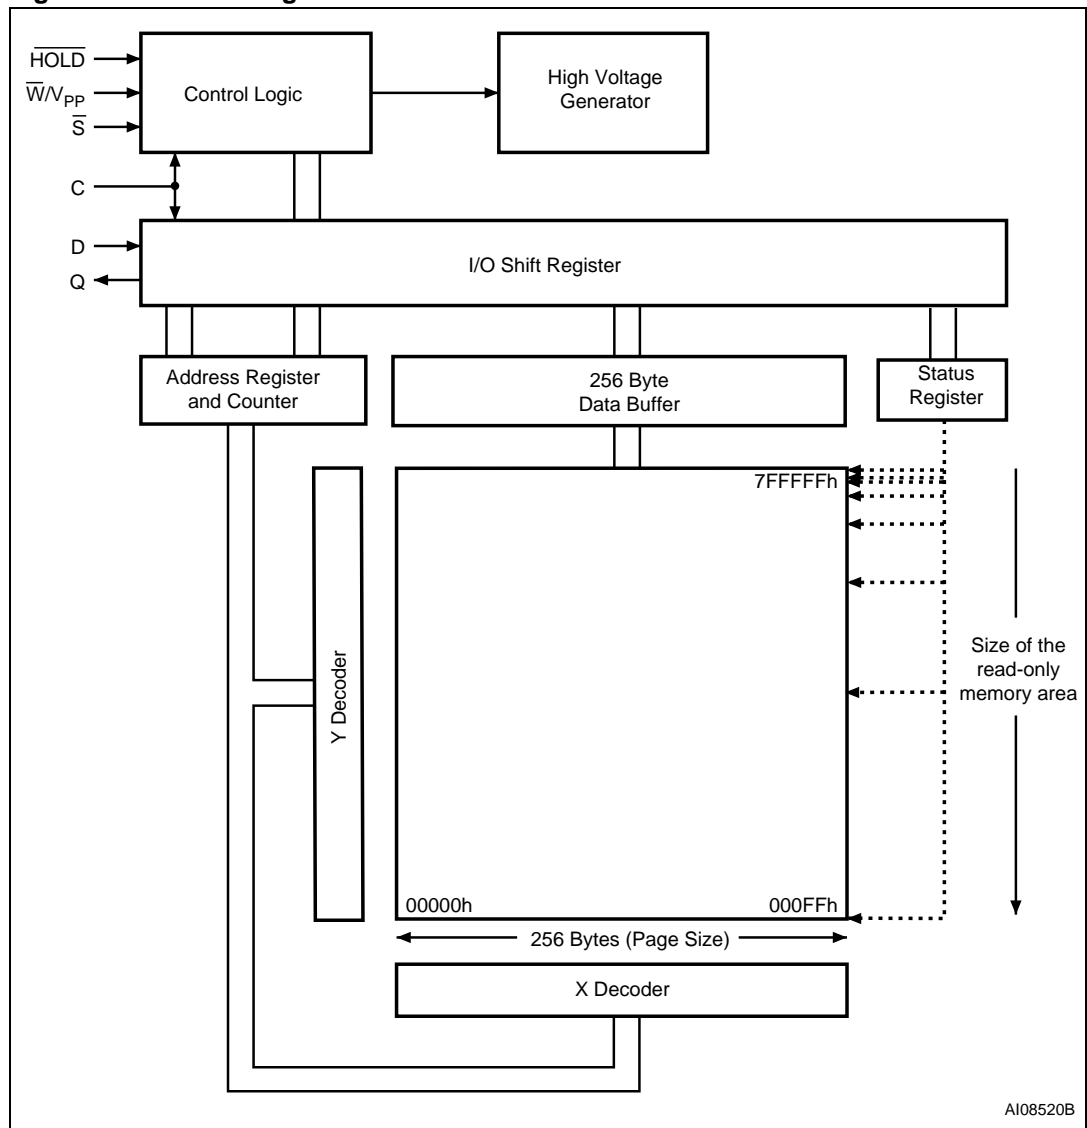 HOLD
W/VPP
S
C
D
Q
Control Logic
High Voltage
Generator
I/O Shift Register
Address Register
and Counter
256 Byte
Data Buffer
Status
Register
7FFFFFh
Y Decoder
Size of the
read-only
memory area
00000h
000FFh
256 Bytes (Page Size)
X Decoder
AI08520B